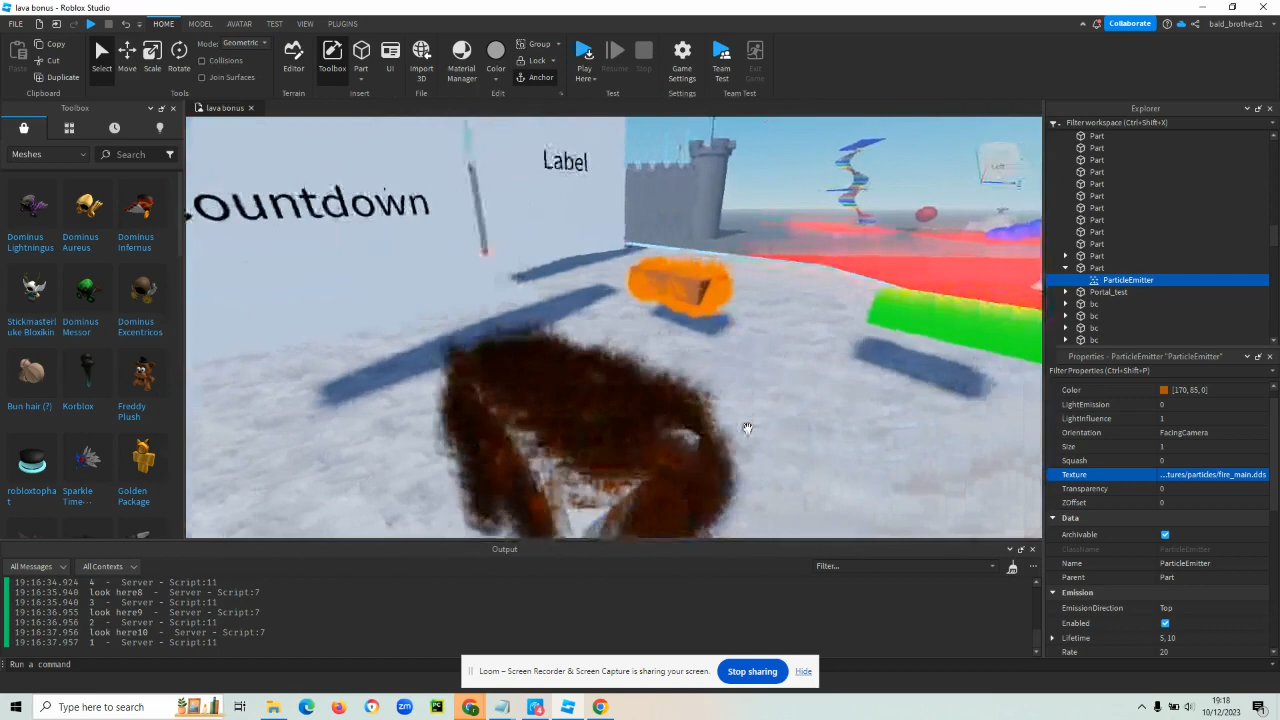 lava bonus - Roblox Studio
FILE HOME MODEL AVATAR TEST VIEW PLUGINS Collaborate bald_brother21
Paste Copy Cut Duplicate Clipboard
Select Move Scale Rotate Mode: Geometric Collisions Join Surfaces Tools
Editor Terrain
Toolbox Part UI Insert
Import 3D File
Material Manager Color Group Lock Anchor Edit
Play Here Resume Stop Test
Game Settings Settings
Team Test Exit Game Team Test
Toolbox
lava bonus
Explorer
Meshes Search
Filter workspace (Ctrl+Shift+X)
Part
Part
Part
Part
Part
Part
Part
Part
Part
Part
Part
Part
ParticleEmitter
Portal_test
bc
bc
bc
bc
Dominus Lightningus
Dominus Aureus
Dominus Infernus
Stickmasterluke Bloxikin
Dominus Messor
Dominus Excentricos
Bun hair (?)
Korblox
Freddy Plush
robloxtophat
Sparkle Time...
Golden Package
ountdown
Label
Properties - ParticleEmitter "ParticleEmitter"
Filter Properties (Ctrl+Shift+P)
Color [170, 85, 0]
LightEmission 0
LightInfluence 1
Orientation FacingCamera
Size 1
Squash 0
Texture ...tures/particles/fire_main.dds
Transparency 0
ZOffset 0
Data
Archivable
ClassName ParticleEmitter
Name ParticleEmitter
Parent Part
Emission
EmissionDirection Top
Enabled
Lifetime 5, 10
Rate 20
Output
All Messages All Contexts Filter...
19:16:34.924 4 - Server - Script:11
19:16:35.940 look here8 - Server - Script:7
19:16:35.940 3 - Server - Script:11
19:16:36.955 look here9 - Server - Script:7
19:16:36.956 2 - Server - Script:11
19:16:37.956 look here10 - Server - Script:7
19:16:37.957 1 - Server - Script:11
Run a command
Loom – Screen Recorder & Screen Capture is sharing your screen. Stop sharing Hide
Type here to search
19:18
10/12/2023